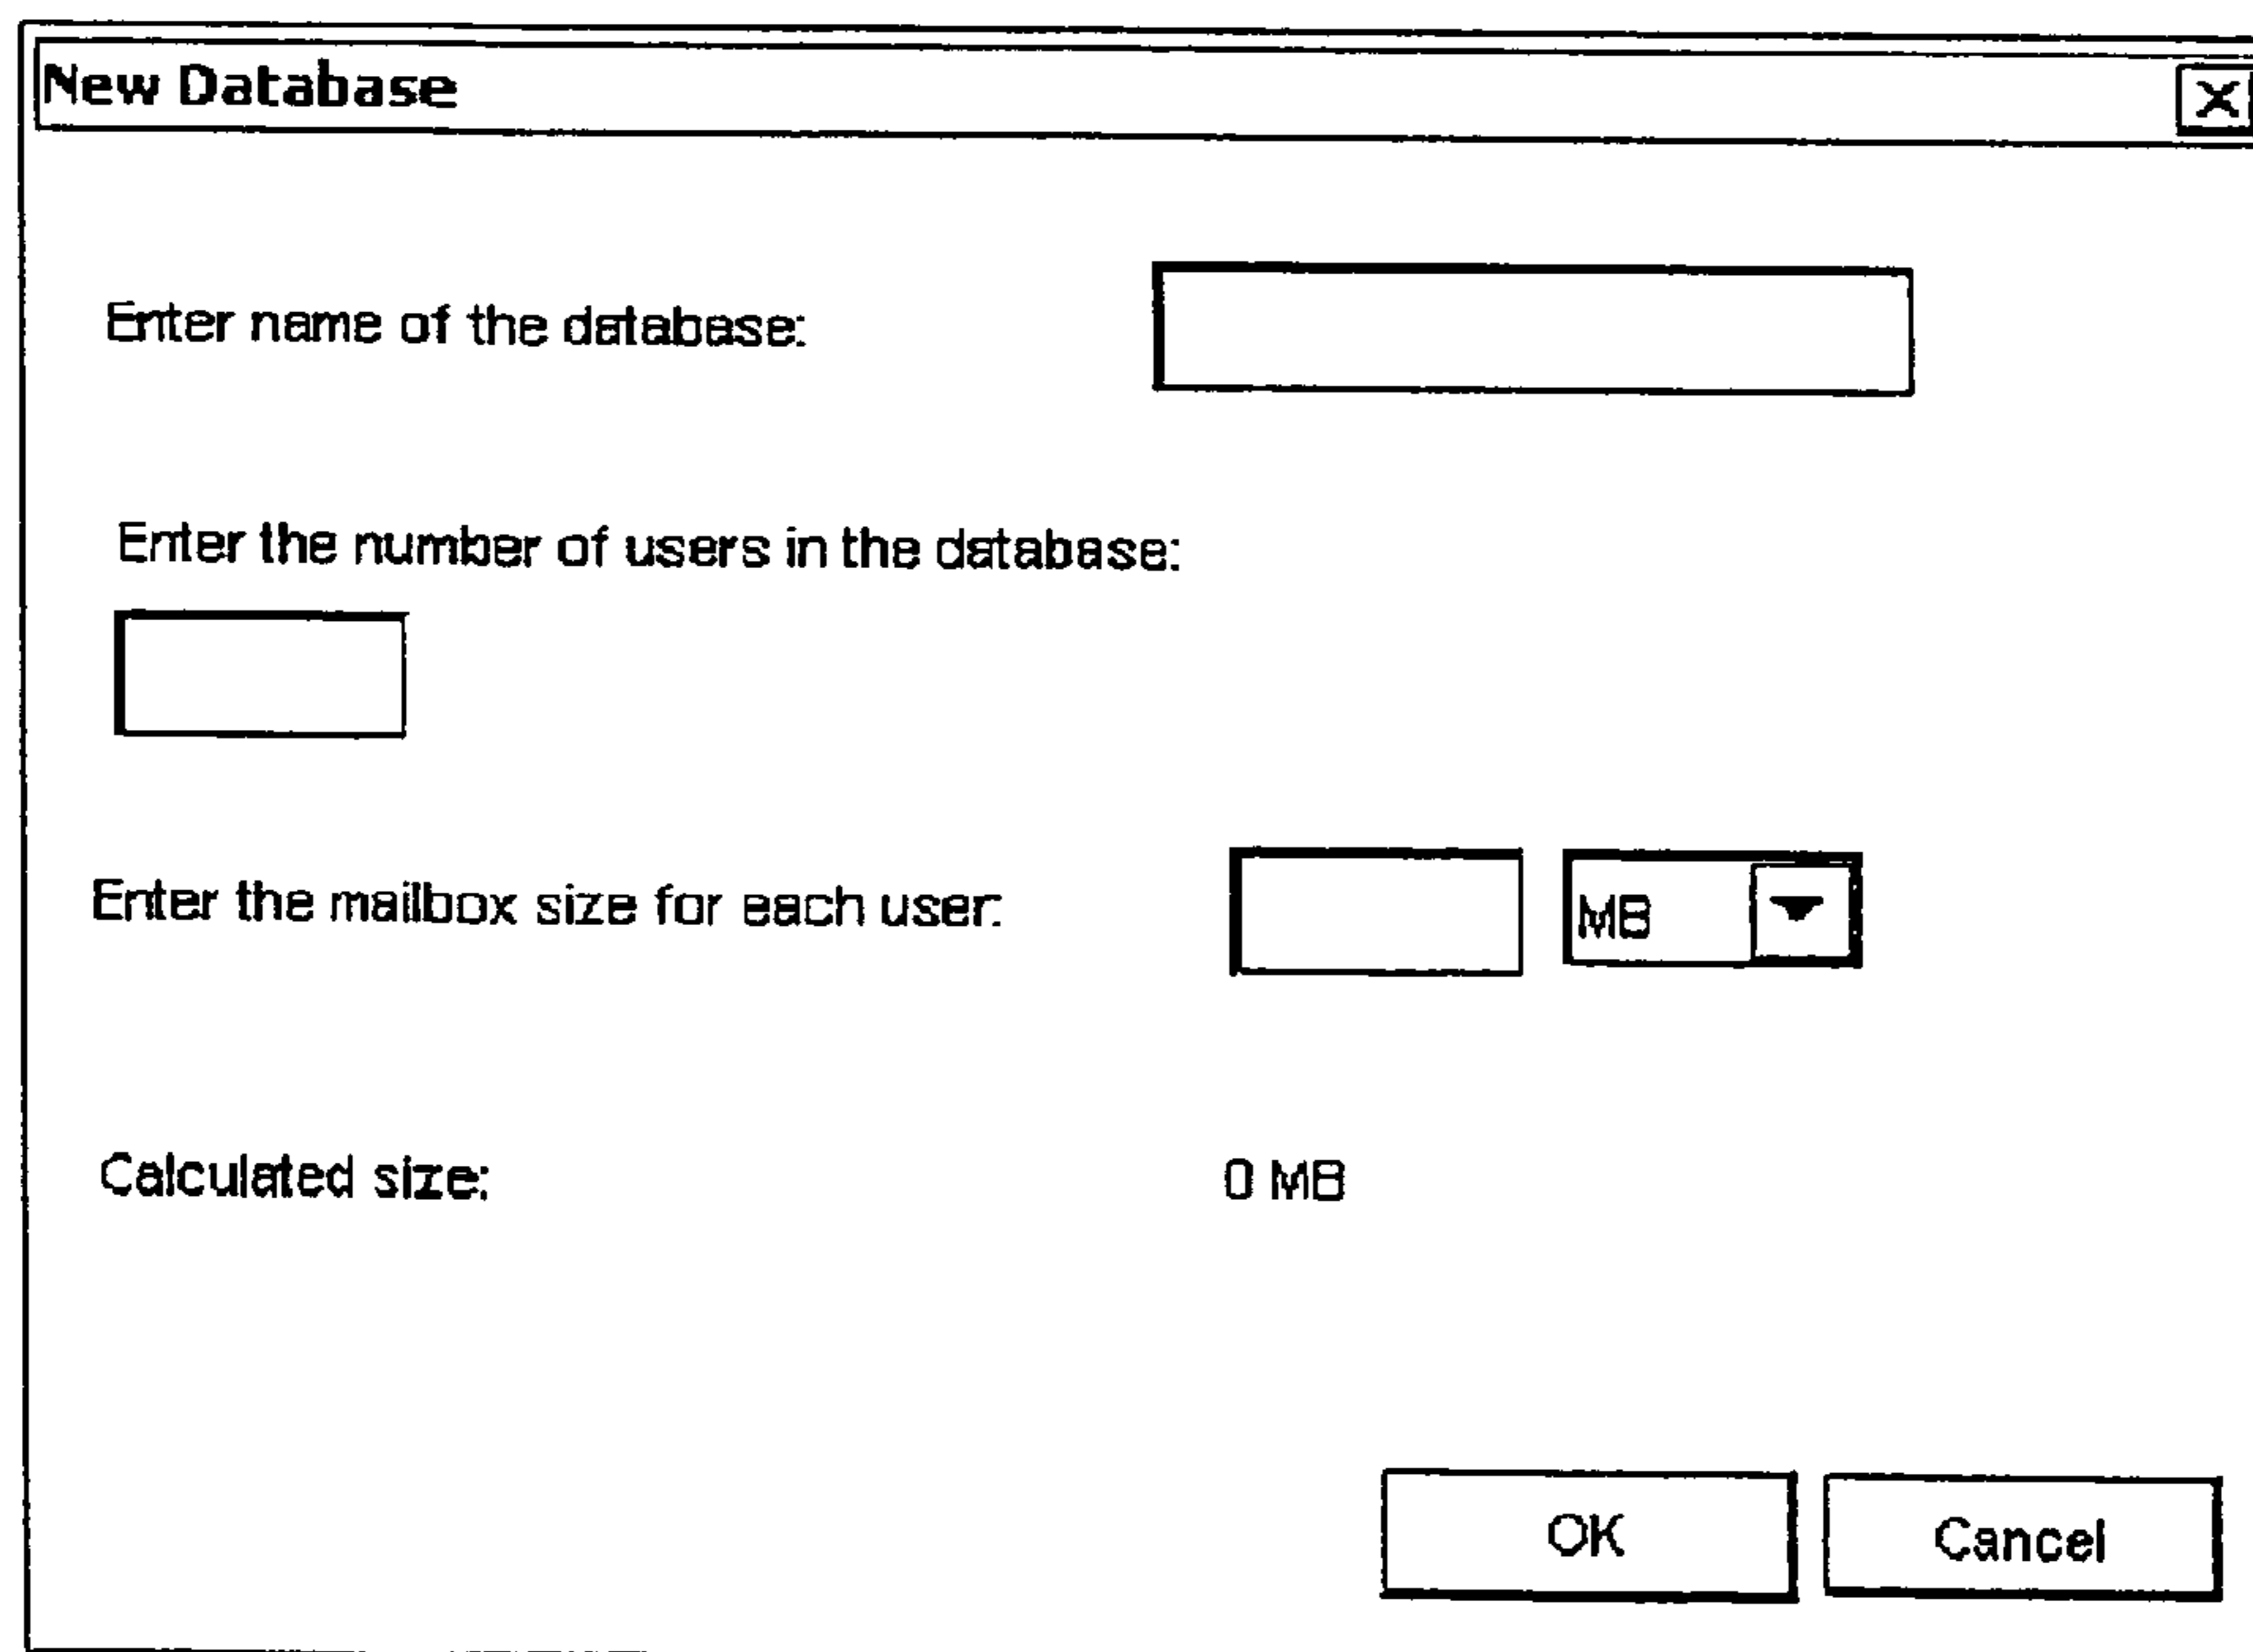 New Database X
Enter name of the database:
Enter the number of users in the database:
Enter the mailbox size for each user: MB
Calculated size: 0 MB
OK Cancel